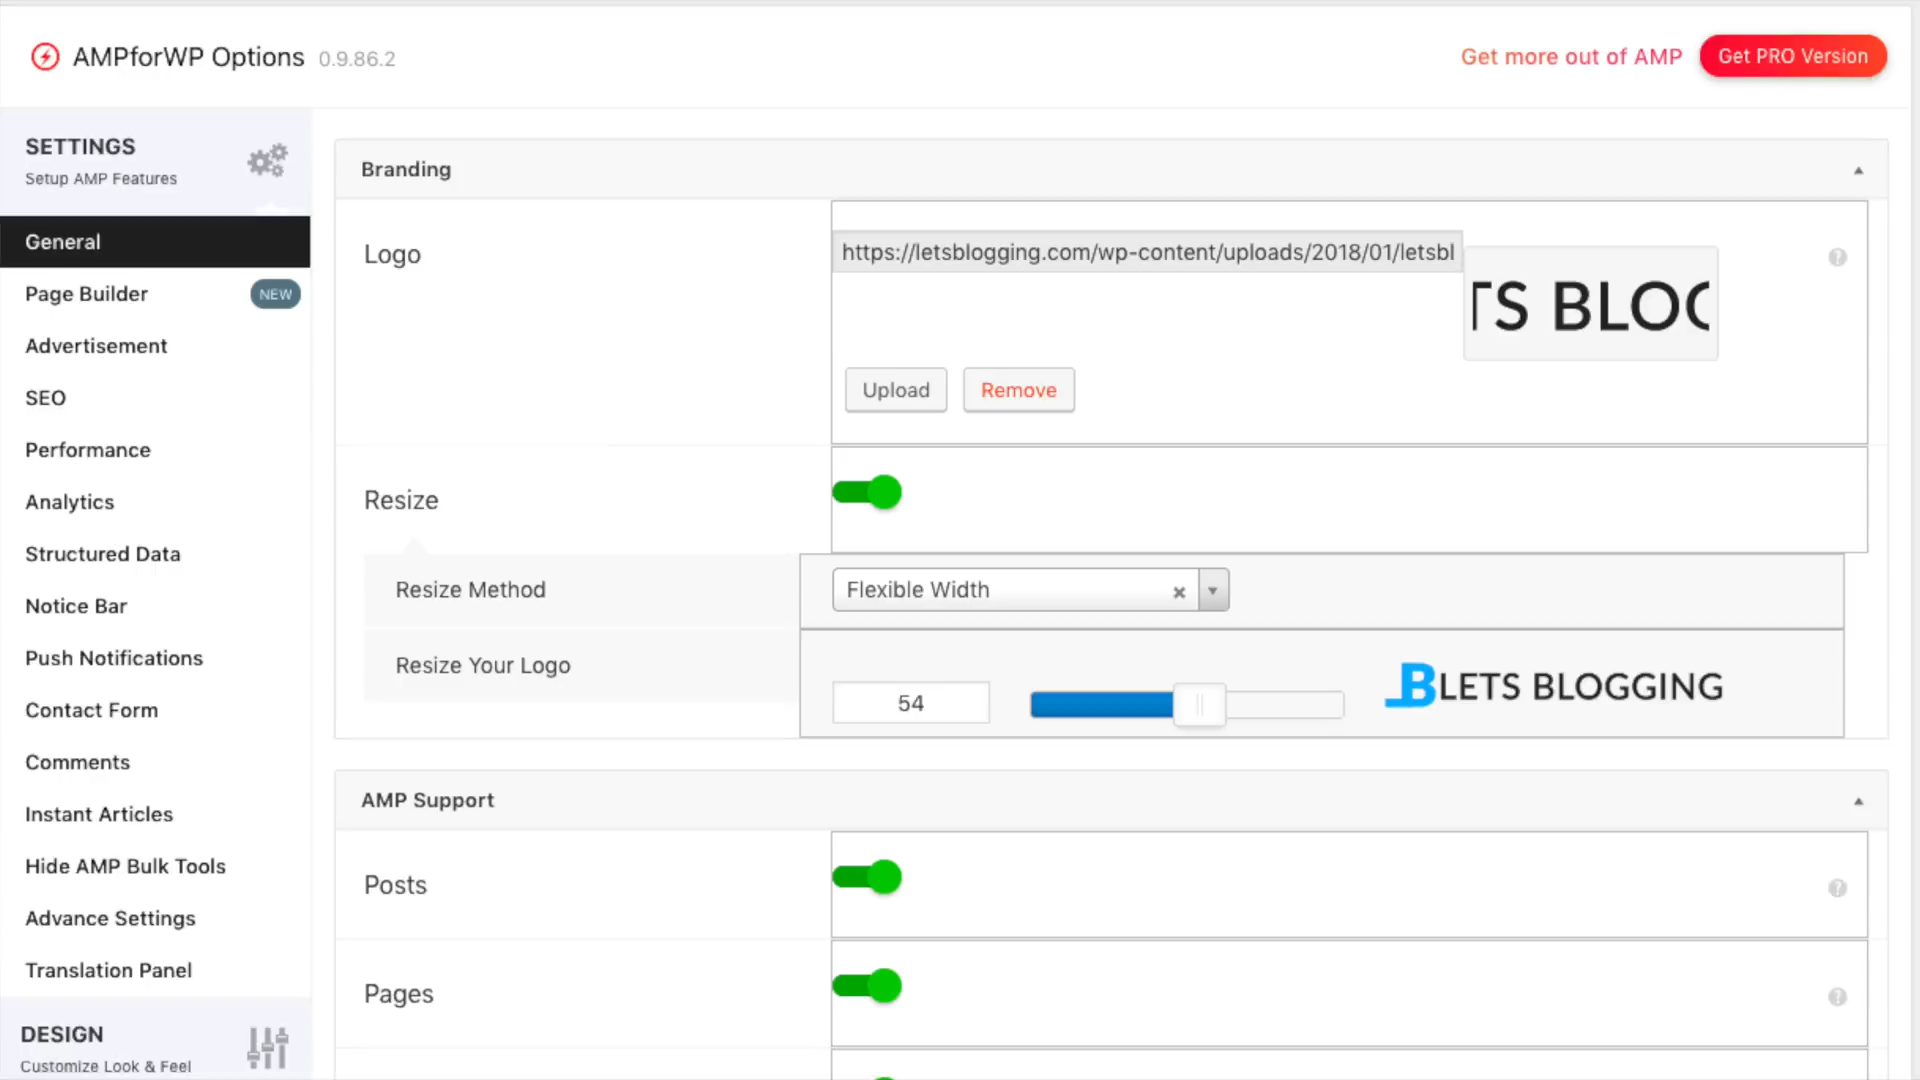 AMPforWP Options 0.9.86.2
Get more out of AMP
Get PRO Version
SETTINGS
Setup AMP Features
General
Page Builder NEW
Advertisement
SEO
Performance
Analytics
Structured Data
Notice Bar
Push Notifications
Contact Form
Comments
Instant Articles
Hide AMP Bulk Tools
Advance Settings
Translation Panel
DESIGN
Customize Look & Feel
Branding
Logo
https://letsblogging.com/wp-content/uploads/2018/01/letsbl
TS BLOG
Upload
Remove
Resize
Resize Method
Flexible Width
Resize Your Logo
54
B LETS BLOGGING
AMP Support
Posts
Pages